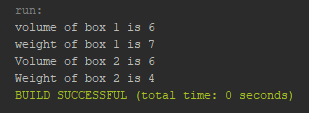 run:
volume of box 1 is 6
weight of box 1 is 7
Volume of box 2 is 6
Weight of box 2 is 4
BUILD SUCCESSFUL (total time: 0 seconds)